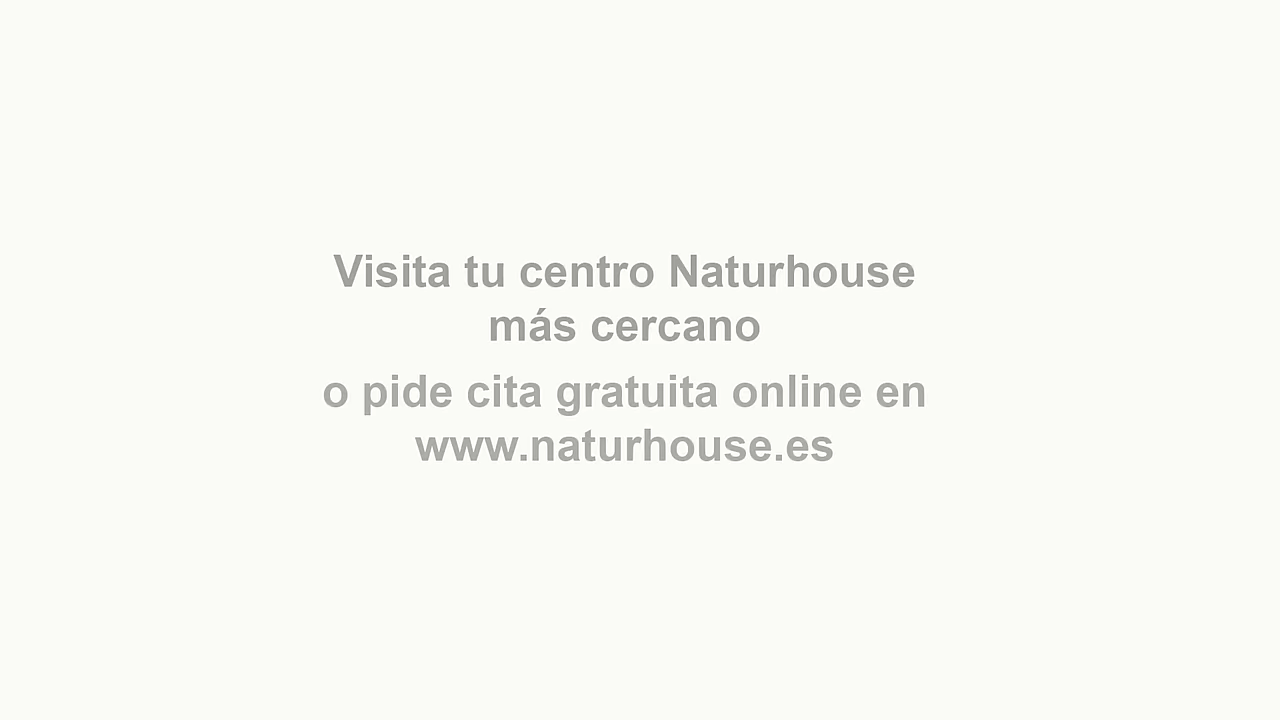 Visita tu centro Naturhouse
más cercano
o pide cita gratuita online en
www.naturhouse.es